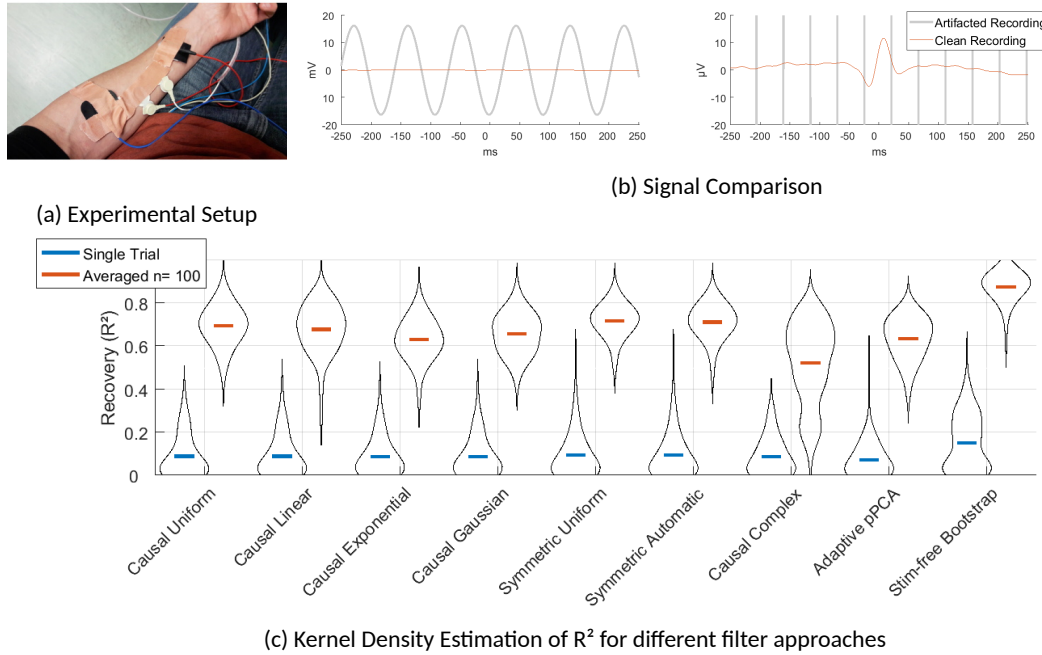 20
10
0
10
20
mV
-250
-200
-150
-100
-50
0
50
100
150
200
250
ms
20
10
0
-10
-20
µV
Artifacted Recording
Clean Recording
-250
-200
-150
-100
-50
0
50
100
150
200
250
ms
(b) Signal Comparison
(a) Experimental Setup
Single Trial
Averaged n= 100
0.8
0.6
0.4
0.2
0
Recovery (R²)
Causal Uniform
Causal Linear
Causal Exponential
Causal Gaussian
Symmetric Uniform
Symmetric Automatic
Causal Complex
Adaptive pPCA
Stim-free Bootstrap
(c) Kernel Density Estimation of R² for different filter approaches